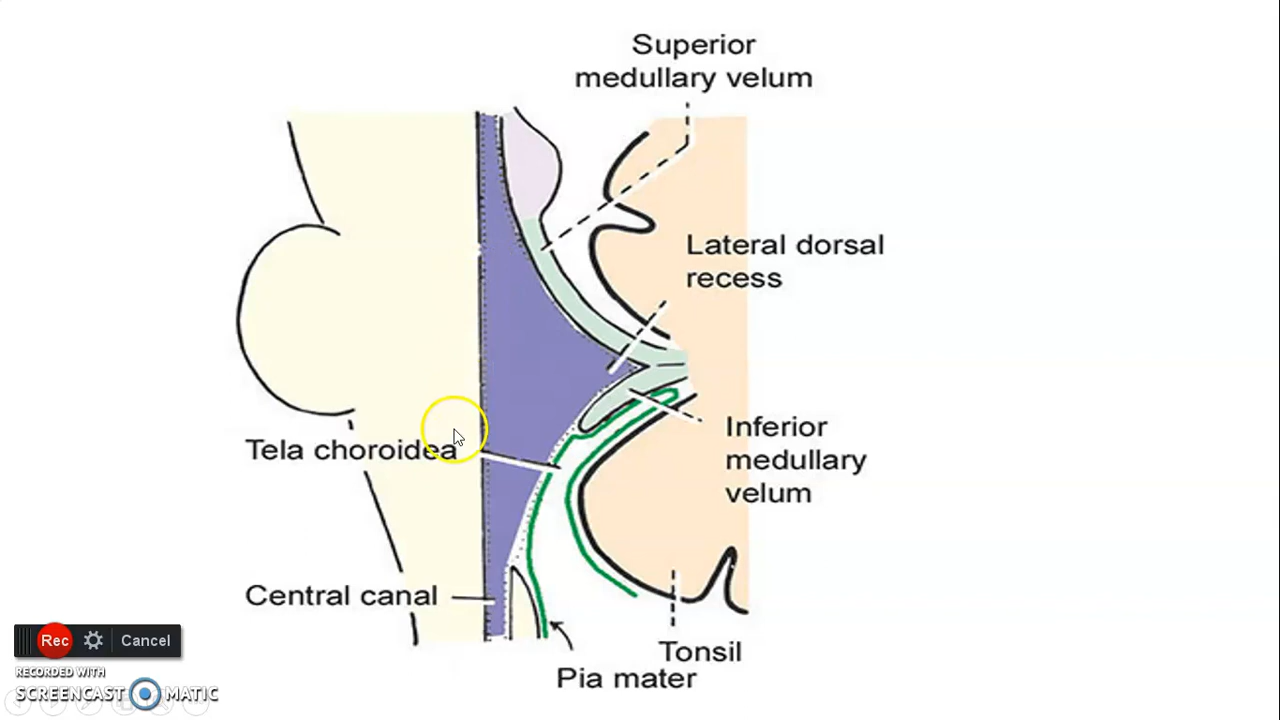 Superior
medullary velum
Lateral dorsal
recess
Inferior
medullary
velum
Tela choroidea
Central canal
Tonsil
Pia mater
Rec
Cancel
RECORDED WITH
SCREENCAST MATIC